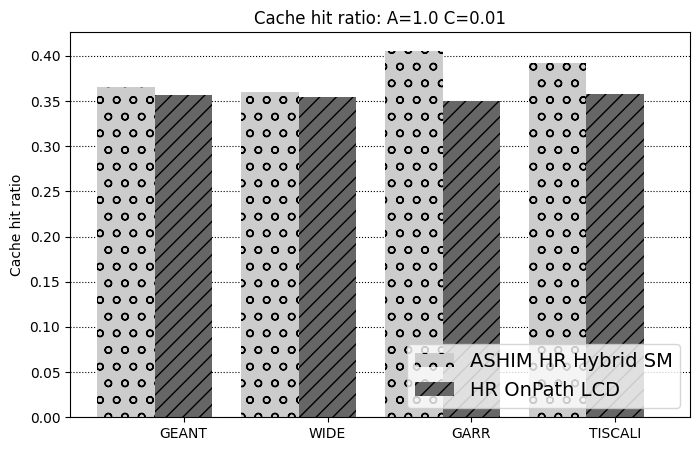 Cache hit ratio: A=1.0 C=0.01
Cache hit ratio
0.40
0.35
0.30
0.25
0.20
0.15
0.10
0.05
0.00
ASHIM HR Hybrid SM
HR OnPath LCD
GEANT
WIDE
GARR
TISCALI